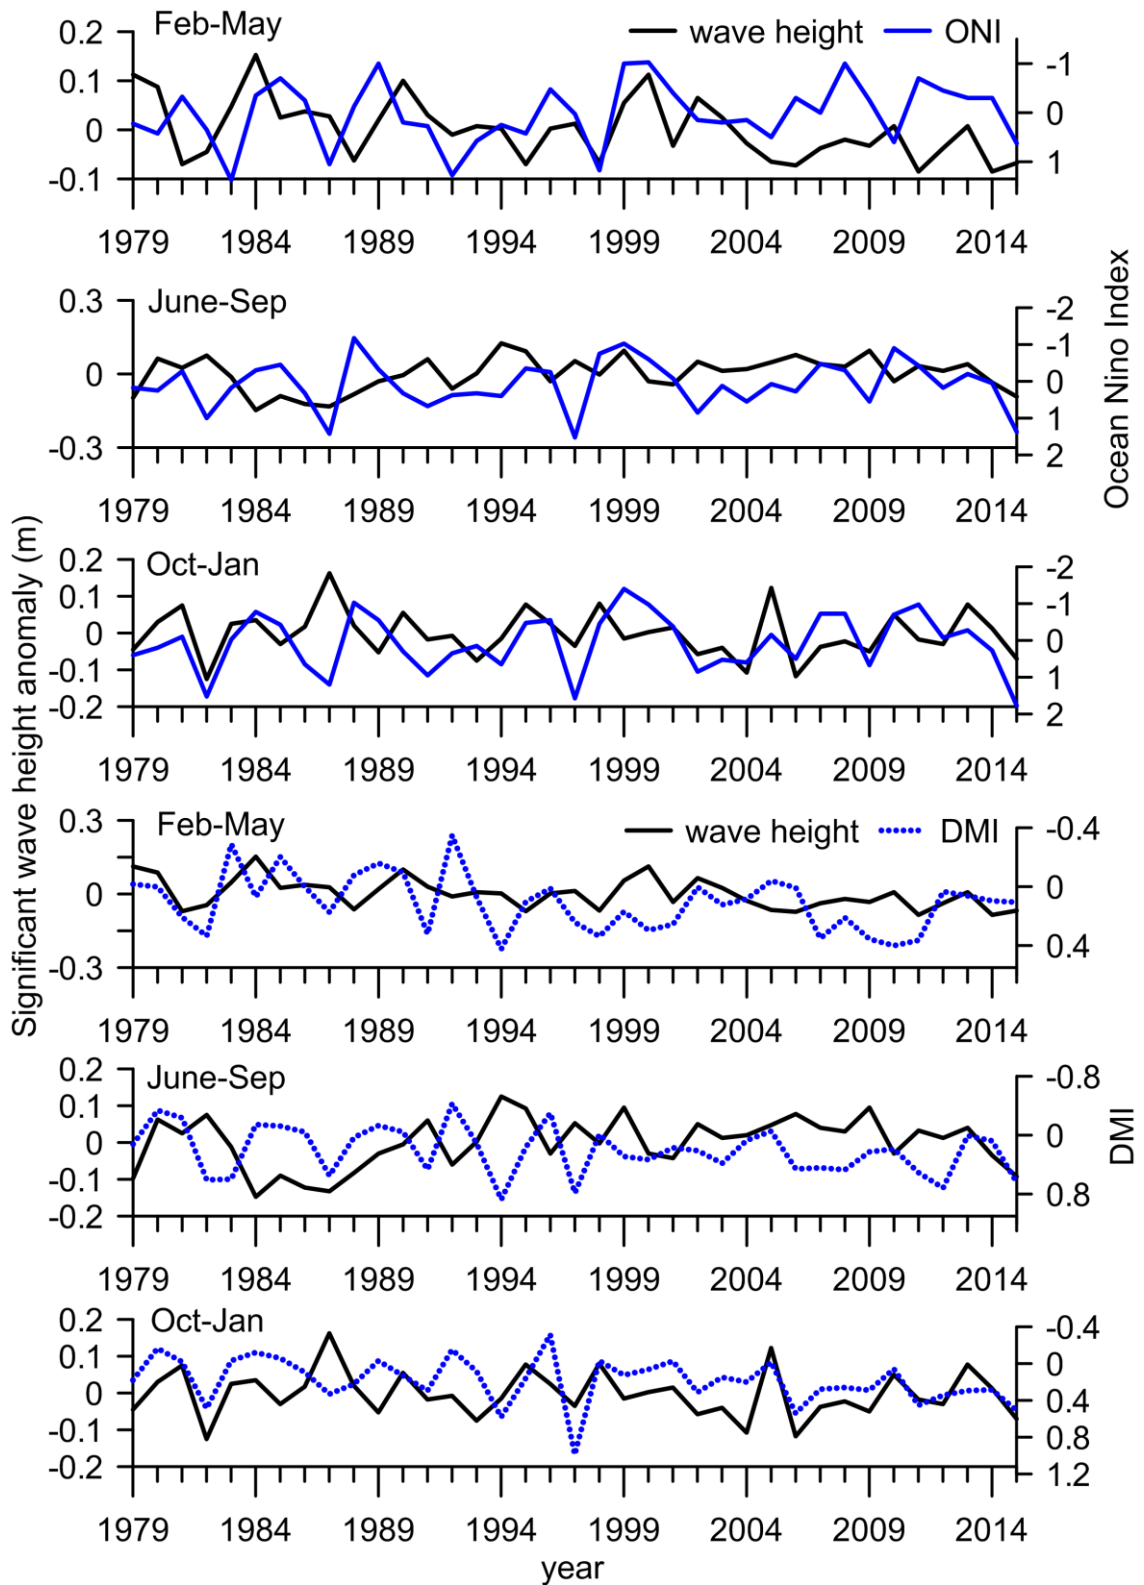 Feb-May
wave height ONI
0.2
0.1
0
-0.1
-1
0
1
1979 1984 1989 1994 1999 2004 2009 2014
June-Sep
0.3
0
-0.3
-2
-1
0
1
2
1979 1984 1989 1994 1999 2004 2009 2014
Ocean Nino Index
Oct-Jan
0.2
0.1
0
-0.1
-0.2
-2
-1
0
1
2
1979 1984 1989 1994 1999 2004 2009 2014
Significant wave height anomaly (m)
Feb-May
wave height DMI
0.3
0
-0.3
-0.4
0
0.4
1979 1984 1989 1994 1999 2004 2009 2014
June-Sep
0.2
0.1
0
-0.1
-0.2
-0.8
0
0.8
DMI
1979 1984 1989 1994 1999 2004 2009 2014
Oct-Jan
0.2
0.1
0
-0.1
-0.2
-0.4
0
0.4
0.8
1.2
1979 1984 1989 1994 1999 2004 2009 2014
year